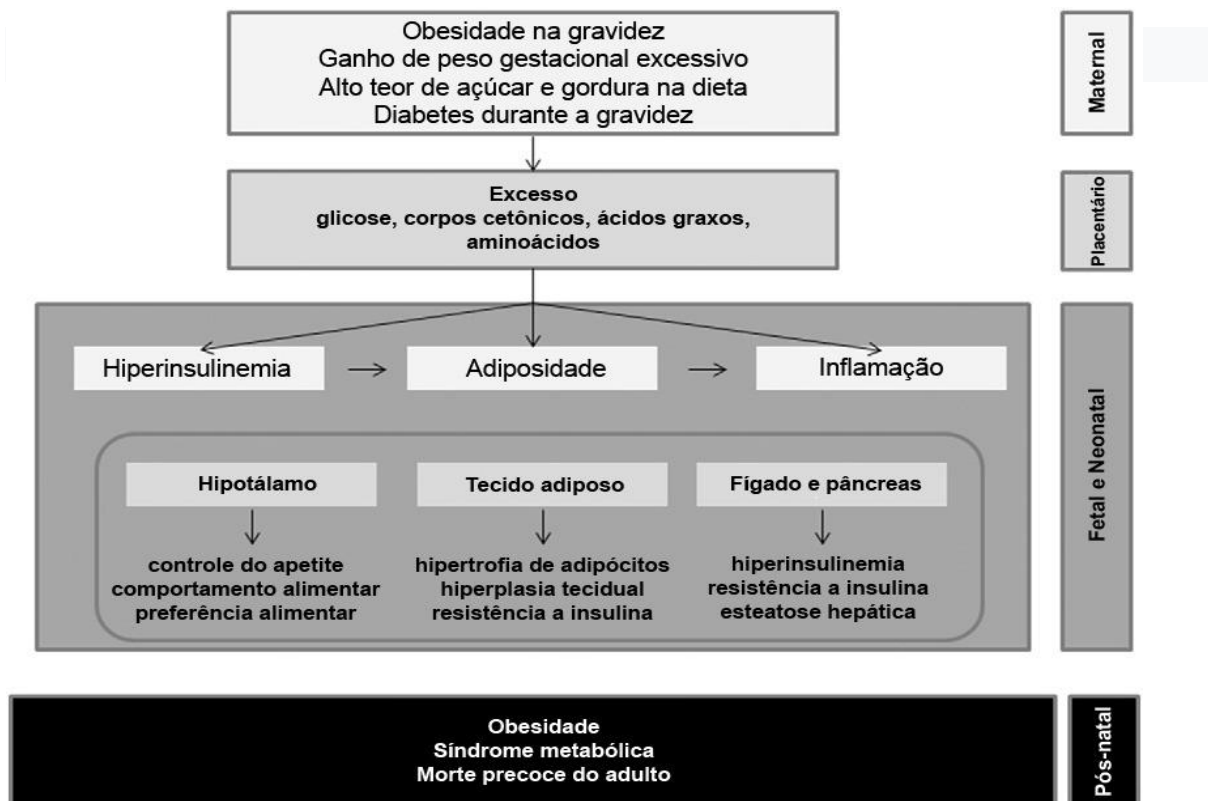 Obesidade na gravidez
Ganho de peso gestacional excessivo
Alto teor de açúcar e gordura na dieta
Diabetes durante a gravidez
Maternal
Excesso
glicose, corpos cetônicos, ácidos graxos,
aminoácidos
Placentário
Hiperinsulinemia
Adiposidade
Inflamação
Hipotálamo
controle do apetite
comportamento alimentar
preferência alimentar
Tecido adiposo
hipertrofia de adipócitos
hiperplasia tecidual
resistência a insulina
Fígado e pâncreas
hiperinsulinemia
resistência a insulina
esteatose hepática
Fetal e Neonatal
Obesidade
Síndrome metabólica
Morte precoce do adulto
Pós-natal